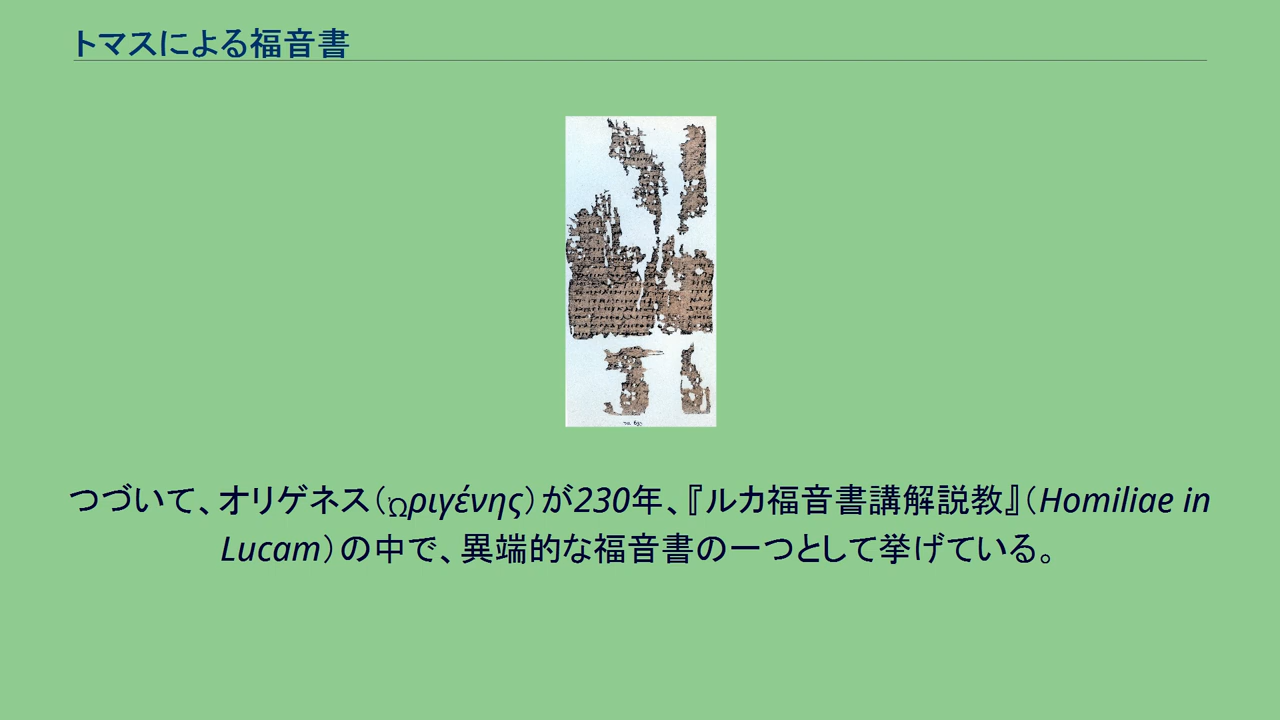 トマスによる福音書
つづいて、オリゲネス（Ὠριγένης）が230年、『ルカ福音書講解説教』（Homiliae in
Lucam）の中で、異端的な福音書の一つとして挙げている。